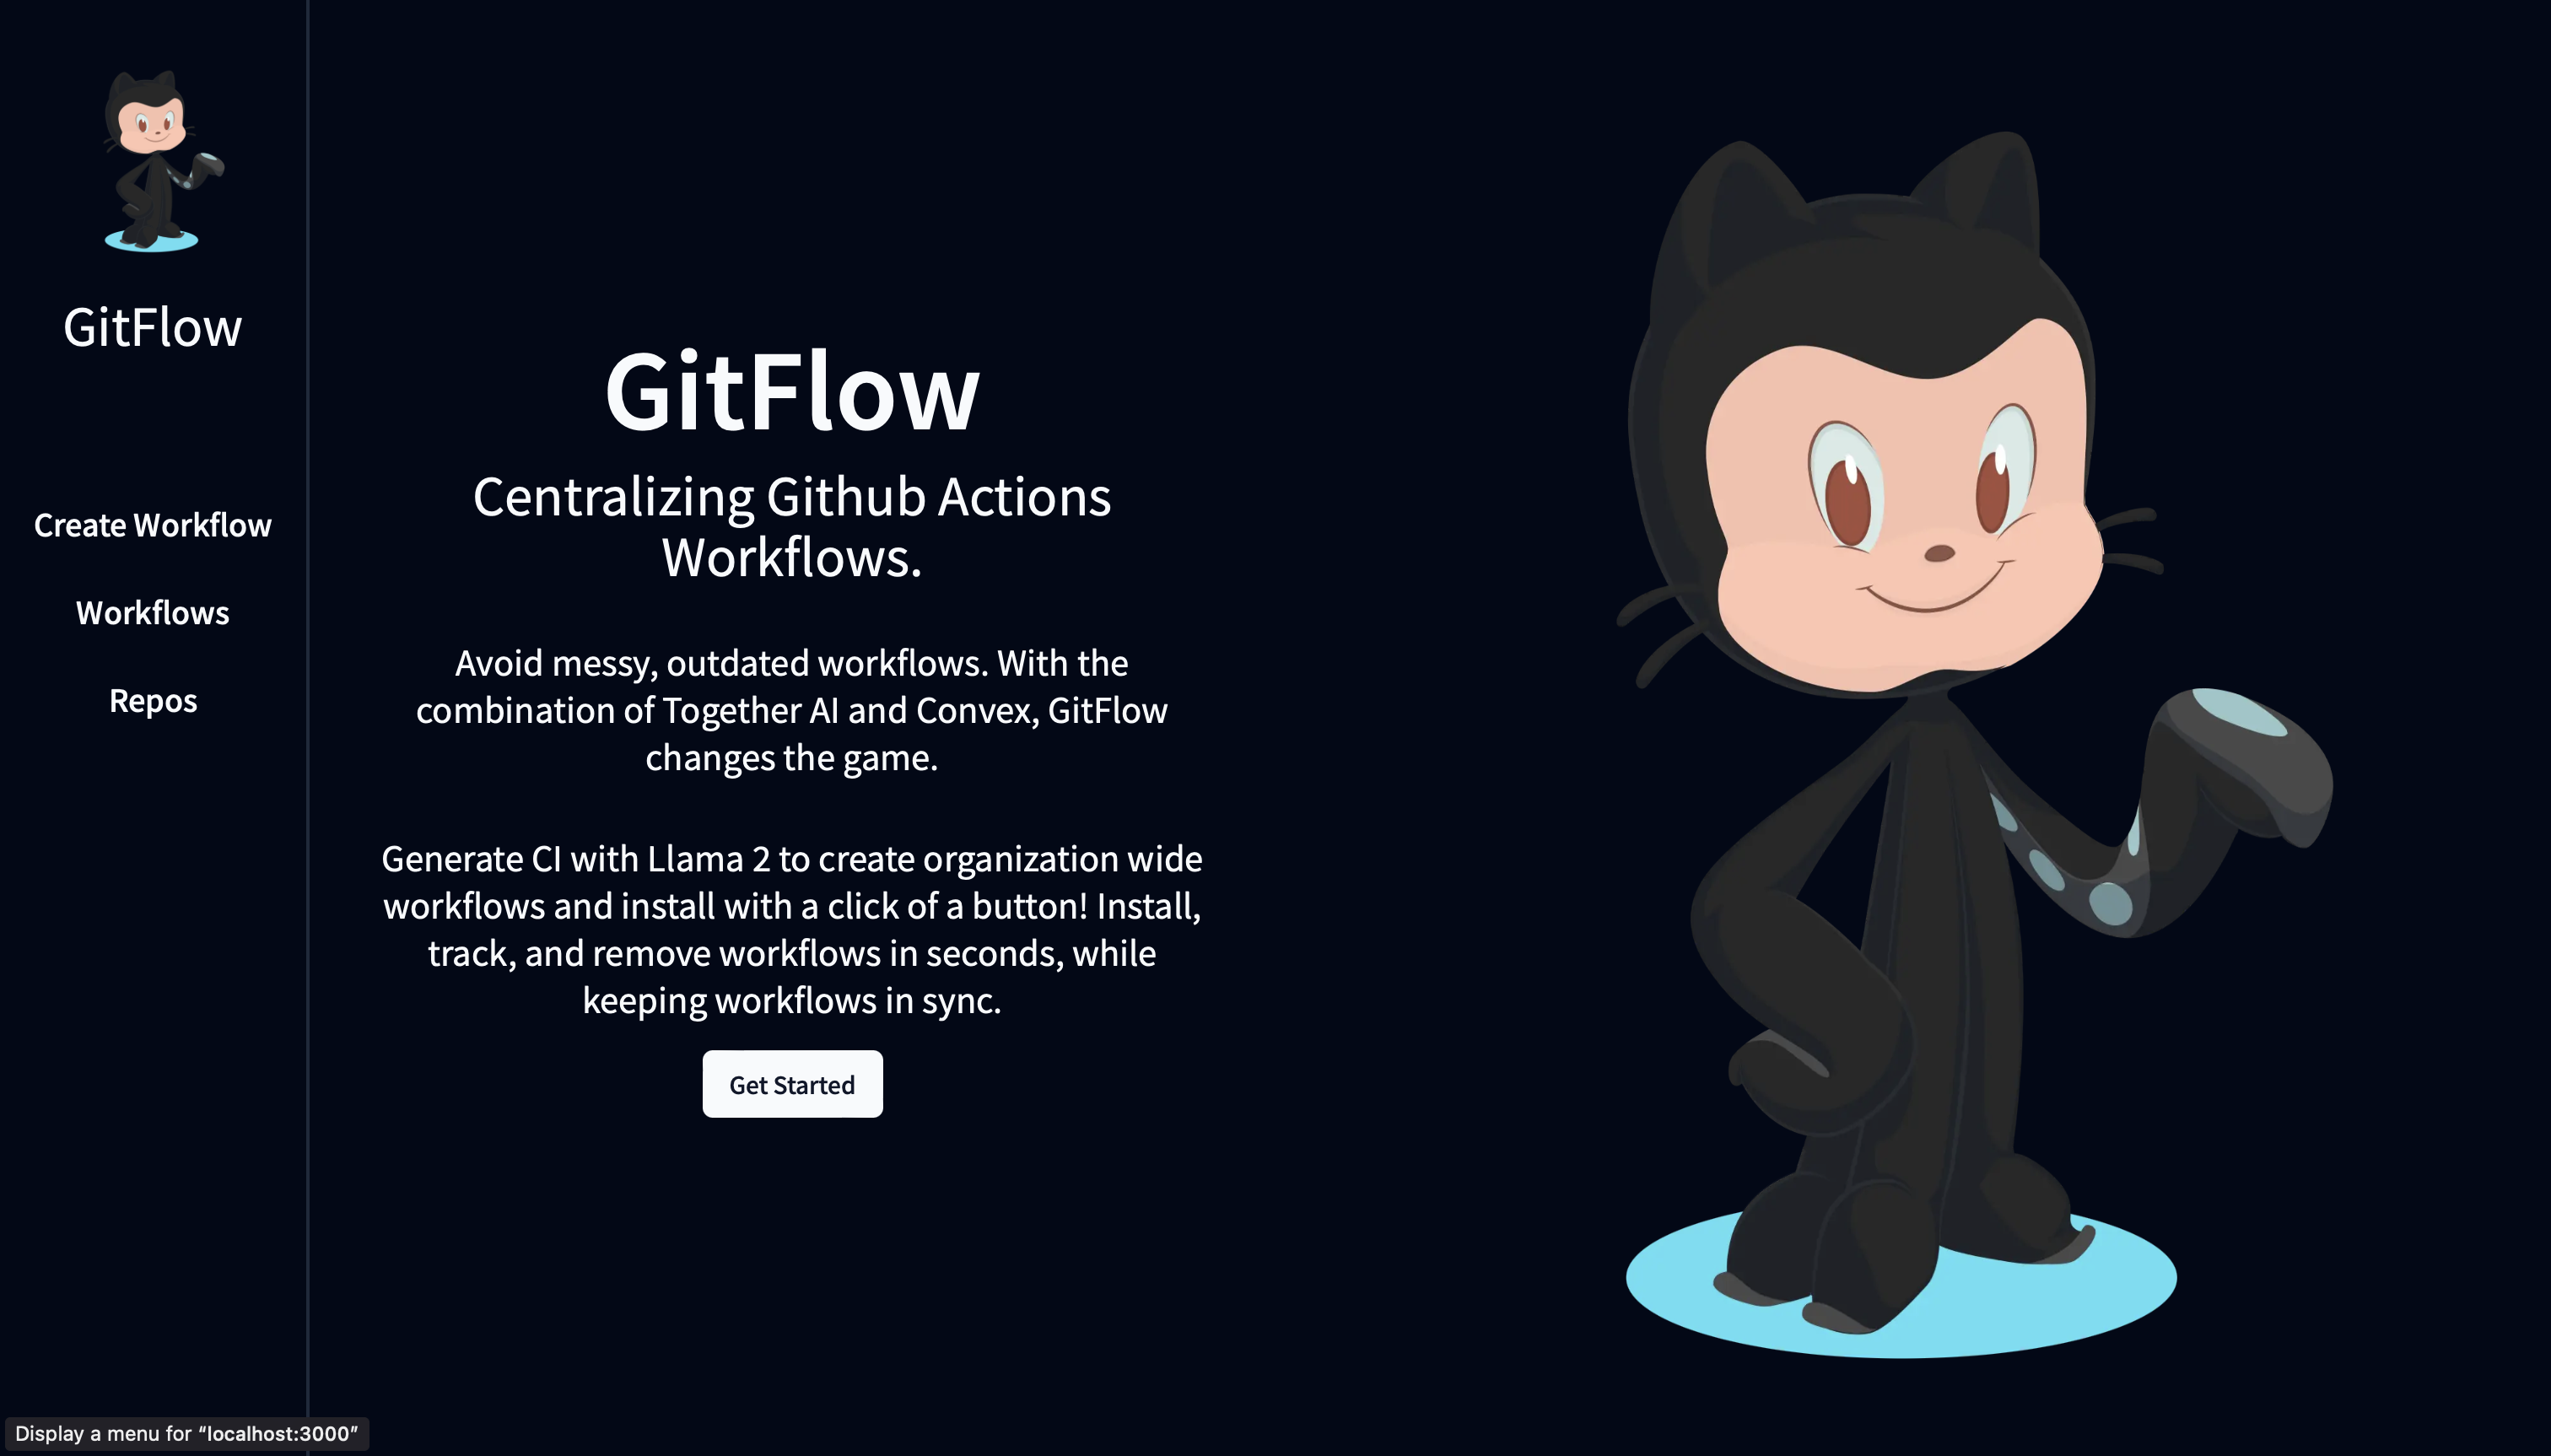 GitFlow
Create Workflow
Workflows
Repos
GitFlow
Centralizing Github Actions
Workflows.
Avoid messy, outdated workflows. With the
combination of Together AI and Convex, GitFlow
changes the game.
Generate CI with Llama 2 to create organization wide
workflows and install with a click of a button! Install,
track, and remove workflows in seconds, while
keeping workflows in sync.
Get Started
Display a menu for “localhost:3000”